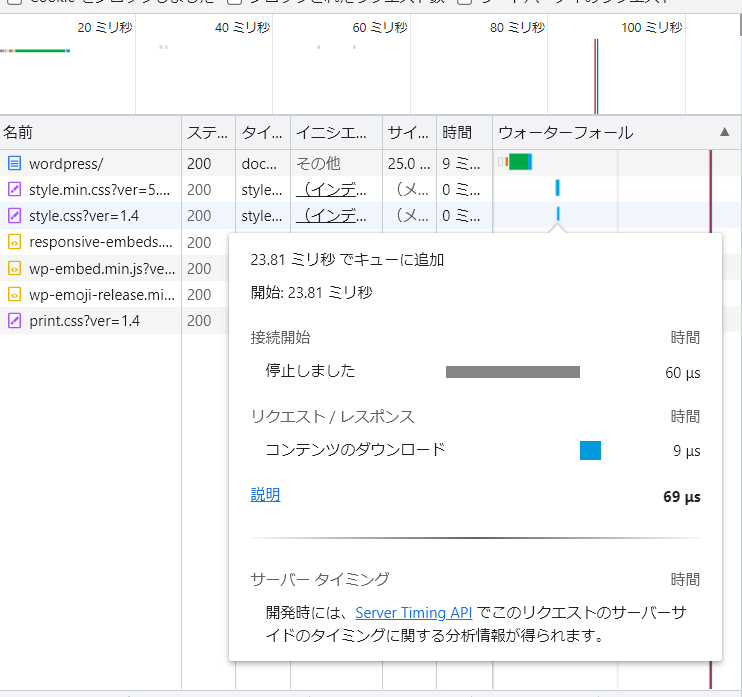 20 ミリ秒 40 ミリ秒 60 ミリ秒 80 ミリ秒 100 ミリ秒
名前 ステ... タイ... イニシエ... サイ... 時間 ウォーターフォール ▲
wordpress/ 200 doc... その他 25.0 ... 9 ミ...
style.min.css?ver=5.... 200 style... （インデ... （メ... 0 ミ...
style.css?ver=1.4 200 style... （インデ... （メ... 0 ミ...
responsive-embeds.... 200
wp-embed.min.js?ve... 200
wp-emoji-release.mi... 200
print.css?ver=1.4 200
23.81 ミリ秒 でキューに追加
開始: 23.81 ミリ秒
接続開始 時間
停止しました 60 μs
リクエスト / レスポンス 時間
コンテンツのダウンロード 9 μs
説明 69 μs
サーバー タイミング 時間
開発時には、Server Timing API でこのリクエストのサーバーサ
イドのタイミングに関する分析情報が得られます。